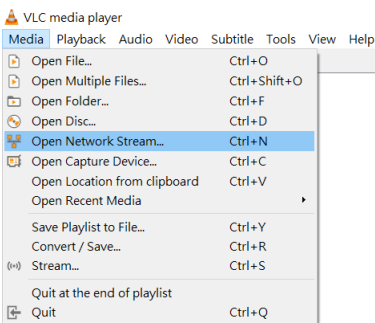 VLC media player
Media Playback Audio Video Subtitle Tools View Help
Open File... Ctrl+O
Open Multiple Files... Ctrl+Shift+O
Open Folder... Ctrl+F
Open Disc... Ctrl+D
Open Network Stream... Ctrl+N
Open Capture Device... Ctrl+C
Open Location from clipboard Ctrl+V
Open Recent Media
Save Playlist to File... Ctrl+Y
Convert / Save... Ctrl+R
Stream... Ctrl+S
Quit at the end of playlist
Quit Ctrl+Q